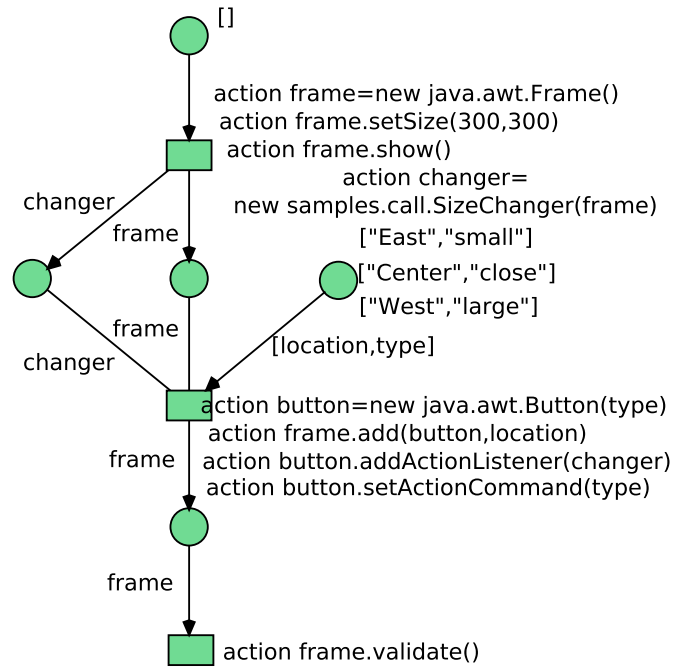 []
action frame=new java.awt.Frame()
action frame.setSize(300,300)
action frame.show()
action changer=
new samples.call.SizeChanger(frame)
changer
frame
["East","small"]
["Center","close"]
["West","large"]
frame
changer
[location,type]
action button=new java.awt.Button(type)
action frame.add(button,location)
action button.addActionListener(changer)
action button.setActionCommand(type)
frame
frame
action frame.validate()